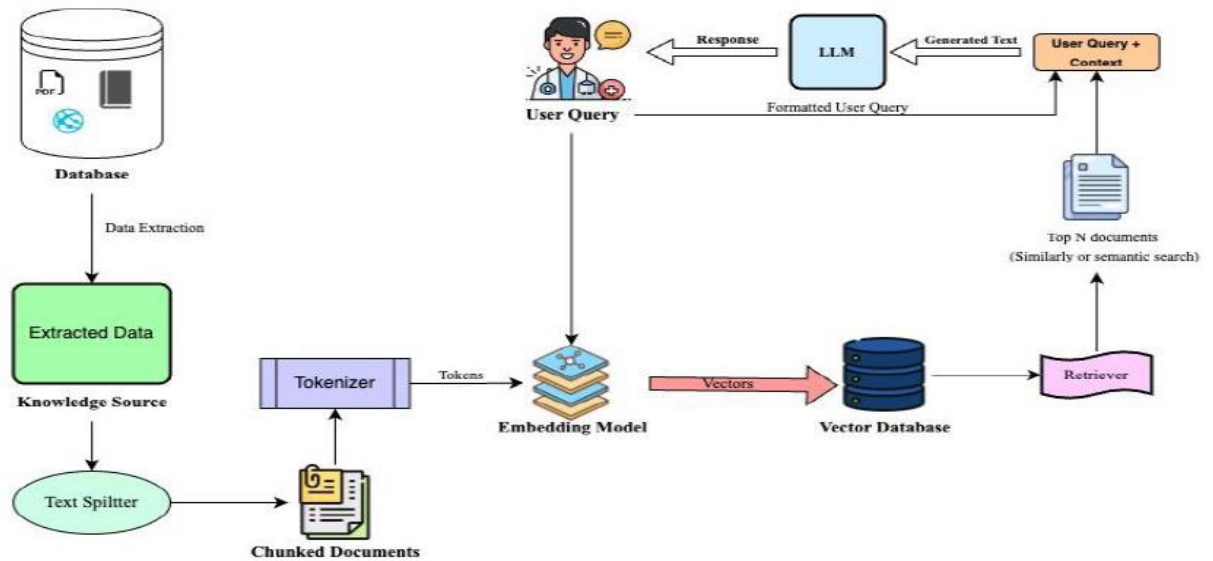 PDF
Database
Data Extraction
Extracted Data
Knowledge Source
Text Spiltter
Chunked Documents
Tokenizer
Tokens
Embedding Model
Vectors
Vector Database
Retriever
Top N documents
(Similarly or semantic search)
User Query +
Context
Generated Text
LLM
Response
User Query
Formatted User Query